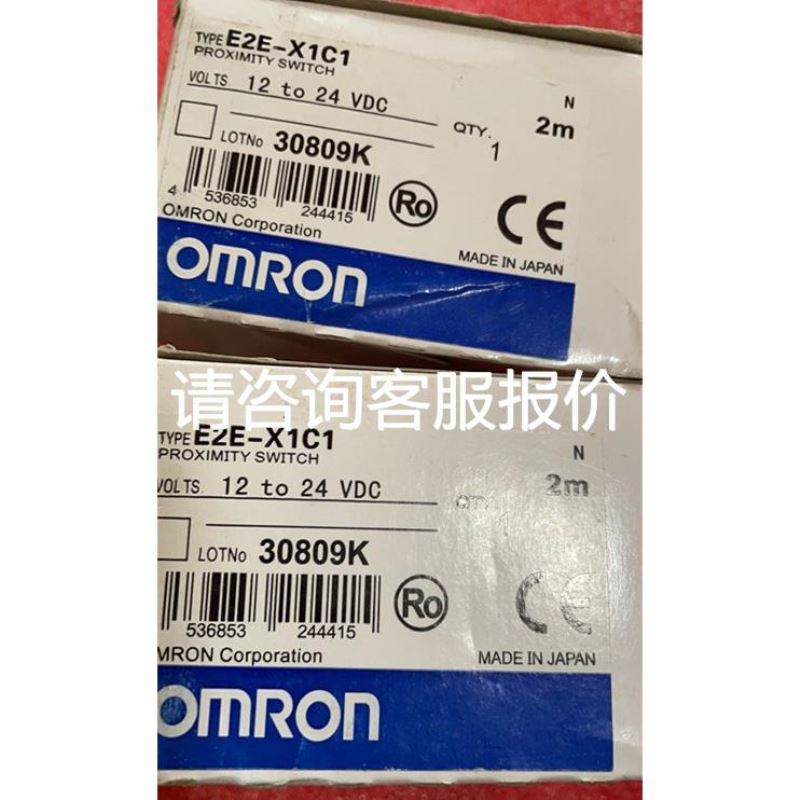 TYPE E2E-X1C1
PROXIMITY SWITCH
VOLTS 12 to 24 VDC
N
QTY. 1 2m
LOTNo 30809K
4 536853 244415
Ro
CE
OMRON Corporation
MADE IN JAPAN
OMRON
请咨询客服报价
TYPE E2E-X1C1
PROXIMITY SWITCH
N
VOLTS. 12 to 24 VDC
2m
LOTNo 30809K
536853 244415
Ro
CE
MRON Corporation
MADE IN JAPAN
OMRON